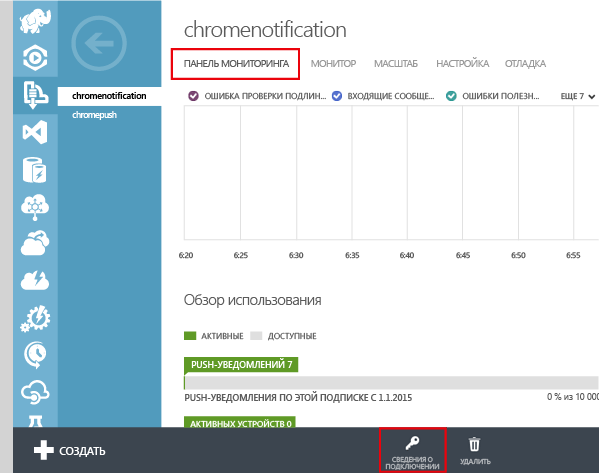 chromenotification
ПАНЕЛЬ МОНИТОРИНГА МОНИТОР МАСШТАБ НАСТРОЙКА ОТЛАДКА
chromenotification
chromepush
ОШИБКА ПРОВЕРКИ ПОДЛИН... ВХОДЯЩИЕ СООБЩЕ... ОШИБКИ ПОЛЕЗН... ЕЩЕ 7
6:20 6:25 6:30 6:35 6:40 6:45 6:50 6:55
Обзор использования
АКТИВНЫЕ ДОСТУПНЫЕ
PUSH-УВЕДОМЛЕНИЙ 7
PUSH-УВЕДОМЛЕНИЯ ПО ЭТОЙ ПОДПИСКЕ С 1.1.2015 0 % из 10 000
АКТИВНЫХ УСТРОЙСТВ 0
СОЗДАТЬ
СВЕДЕНИЯ О
ПОДКЛЮЧЕНИИ
УДАЛИТЬ